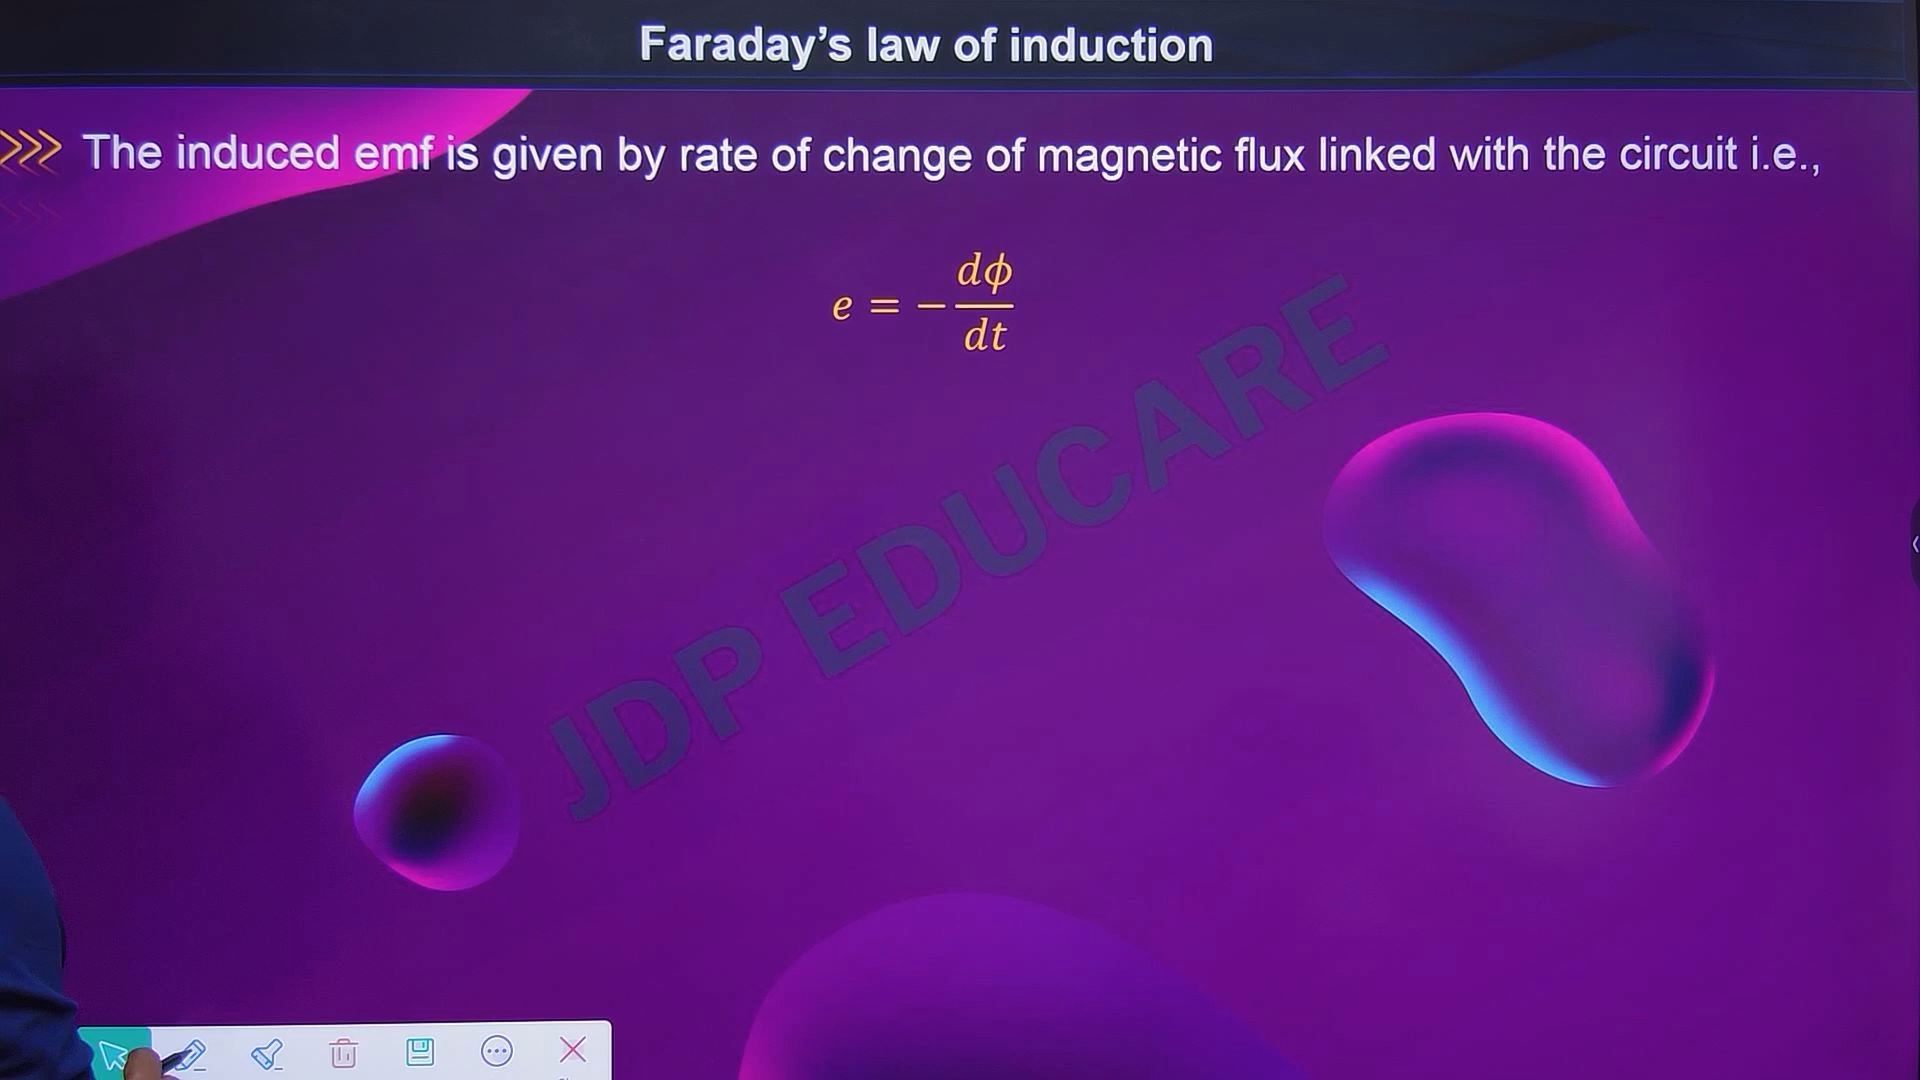 Faraday’s law of induction
The induced emf is given by rate of change of magnetic flux linked with the circuit i.e.,
e = −dϕ/dt
JDP EDUCARE